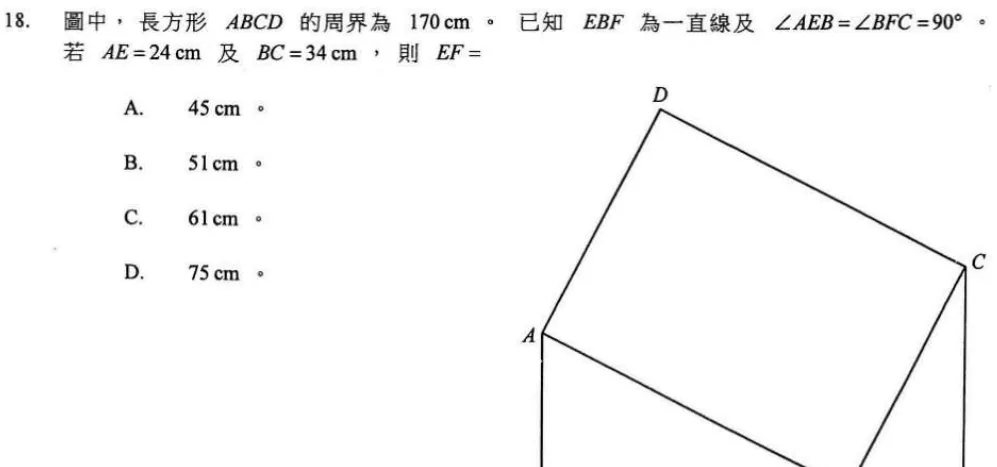 18. 圖中，長方形 ABCD 的周界為 170 cm 。 已知 EBF 為一直線及 ∠AEB = ∠BFC = 90° 。
若 AE = 24 cm 及 BC = 34 cm ，則 EF =
A. 45 cm 。
B. 51 cm 。
C. 61 cm 。
D. 75 cm 。
D
C
A